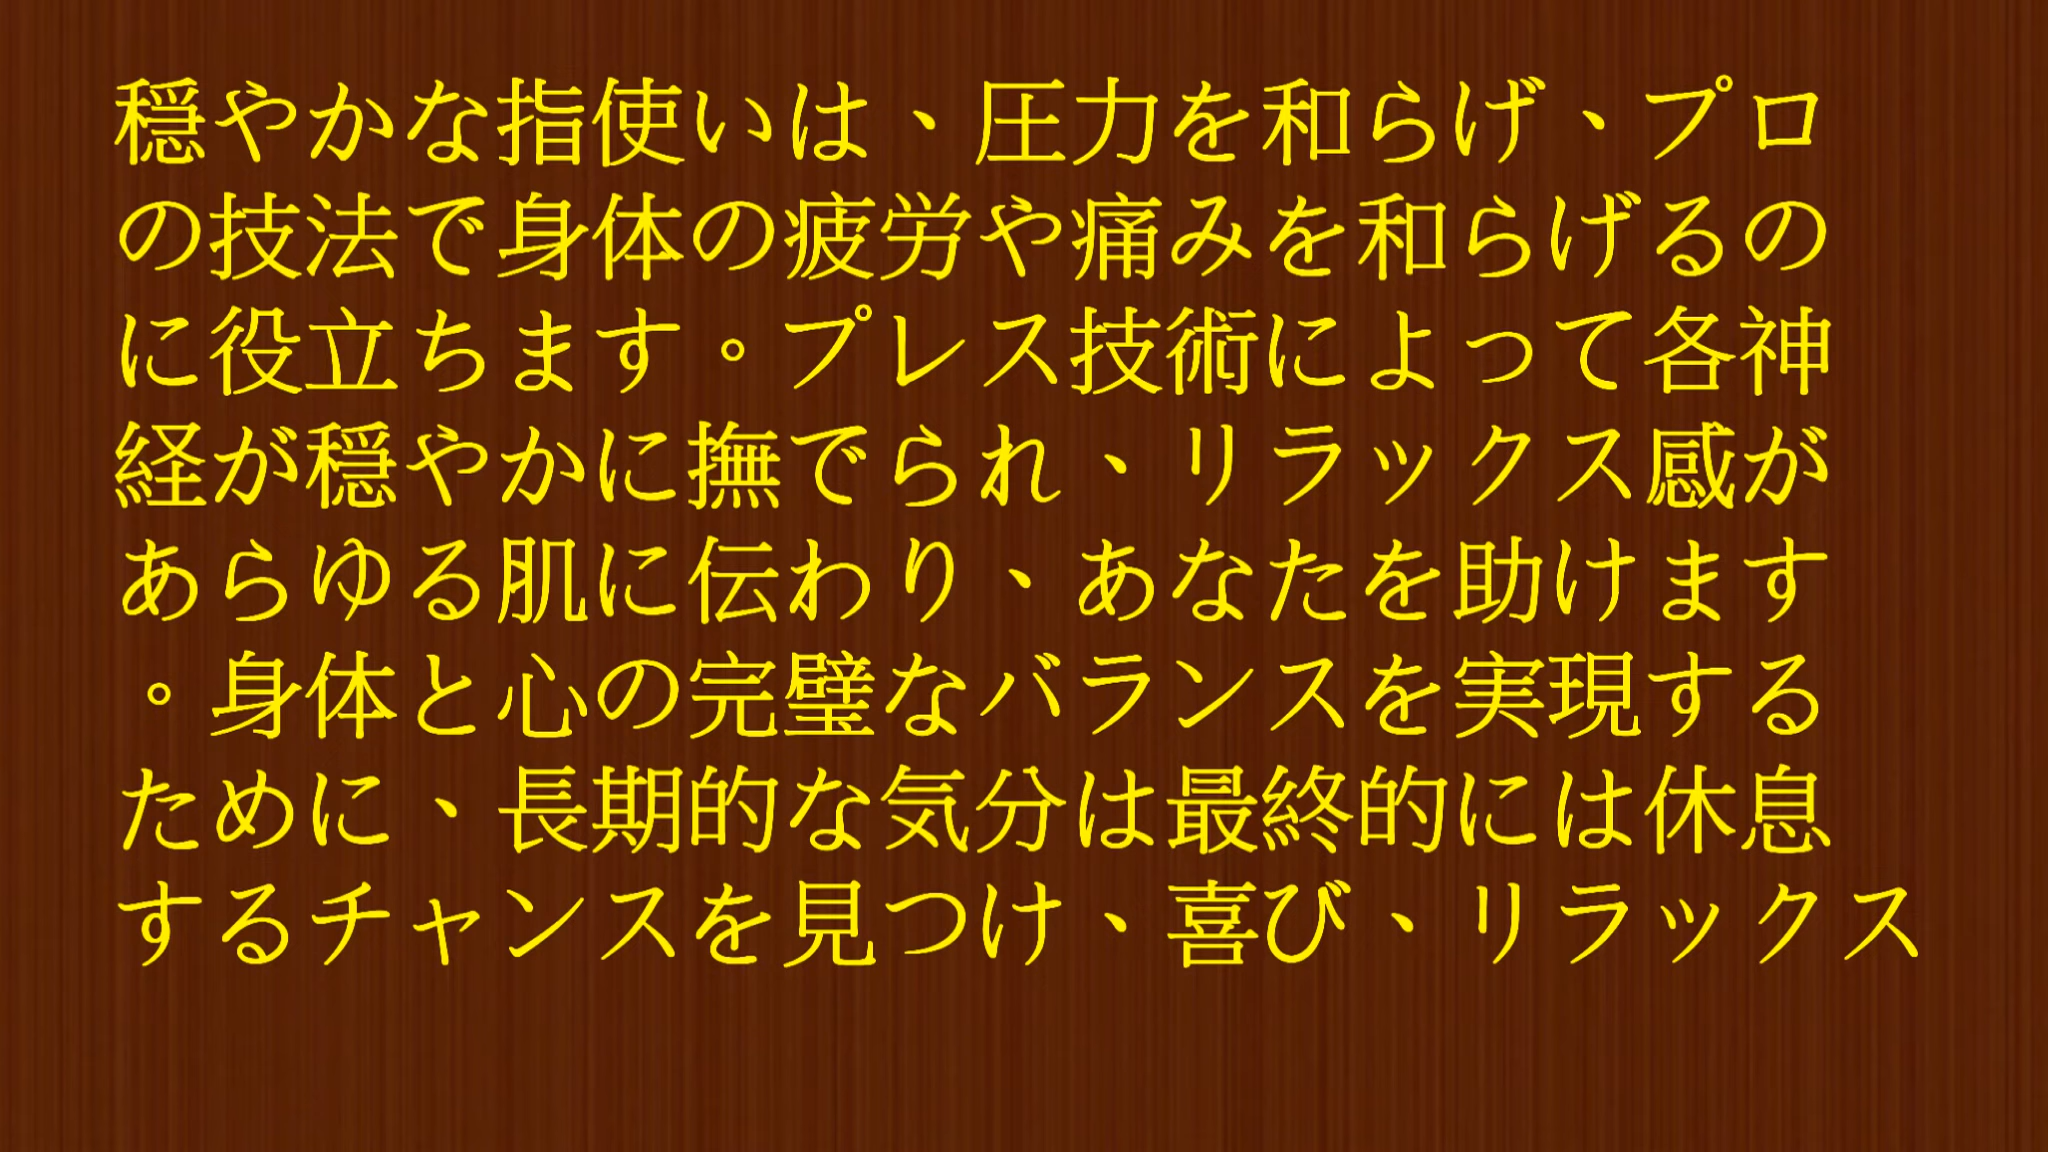 穏やかな指使いは、圧力を和らげ、プロ
の技法で身体の疲労や痛みを和らげるの
に役立ちます。プレス技術によって各神
経が穏やかに撫でられ、リラックス感が
あらゆる肌に伝わり、あなたを助けます
。身体と心の完璧なバランスを実現する
ために、長期的な気分は最終的には休息
するチャンスを見つけ、喜び、リラックス